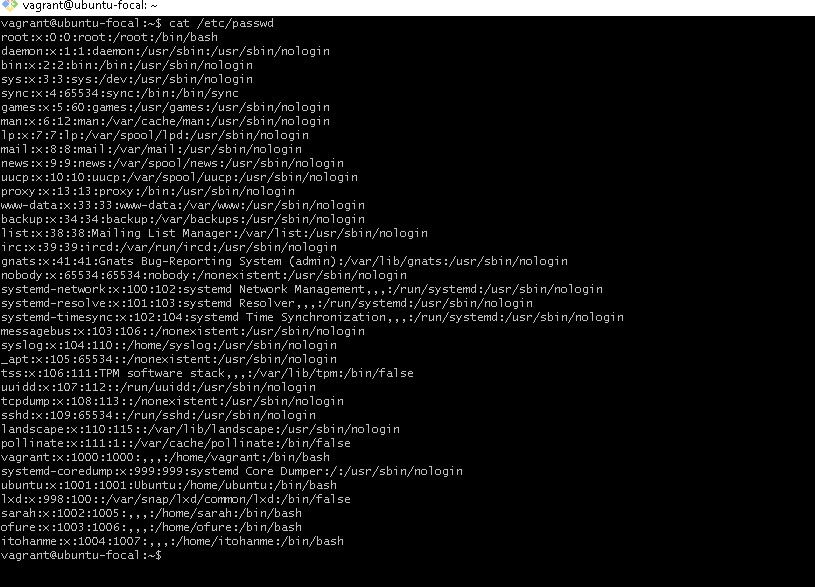 vagrant@ubuntu-focal: ~
vagrant@ubuntu-focal:~$ cat /etc/passwd
root:x:0:0:root:/root:/bin/bash
daemon:x:1:1:daemon:/usr/sbin:/usr/sbin/nologin
bin:x:2:2:bin:/bin:/usr/sbin/nologin
sys:x:3:3:sys:/dev:/usr/sbin/nologin
sync:x:4:65534:sync:/bin:/bin/sync
games:x:5:60:games:/usr/games:/usr/sbin/nologin
man:x:6:12:man:/var/cache/man:/usr/sbin/nologin
lp:x:7:7:lp:/var/spool/lpd:/usr/sbin/nologin
mail:x:8:8:mail:/var/mail:/usr/sbin/nologin
news:x:9:9:news:/var/spool/news:/usr/sbin/nologin
uucp:x:10:10:uucp:/var/spool/uucp:/usr/sbin/nologin
proxy:x:13:13:proxy:/bin:/usr/sbin/nologin
www-data:x:33:33:www-data:/var/www:/usr/sbin/nologin
backup:x:34:34:backup:/var/backups:/usr/sbin/nologin
list:x:38:38:Mailing List Manager:/var/list:/usr/sbin/nologin
irc:x:39:39:ircd:/var/run/ircd:/usr/sbin/nologin
gnats:x:41:41:Gnats Bug-Reporting System (admin):/var/lib/gnats:/usr/sbin/nologin
nobody:x:65534:65534:nobody:/nonexistent:/usr/sbin/nologin
systemd-network:x:100:102:systemd Network Management,,,:/run/systemd:/usr/sbin/nologin
systemd-resolve:x:101:103:systemd Resolver,,,:/run/systemd:/usr/sbin/nologin
systemd-timesync:x:102:104:systemd Time Synchronization,,,:/run/systemd:/usr/sbin/nologin
messagebus:x:103:106::/nonexistent:/usr/sbin/nologin
syslog:x:104:110::/home/syslog:/usr/sbin/nologin
_apt:x:105:65534::/nonexistent:/usr/sbin/nologin
tss:x:106:111:TPM software stack,,,:/var/lib/tpm:/bin/false
uuidd:x:107:112::/run/uuidd:/usr/sbin/nologin
tcpdump:x:108:113::/nonexistent:/usr/sbin/nologin
sshd:x:109:65534::/run/sshd:/usr/sbin/nologin
landscape:x:110:115::/var/lib/landscape:/usr/sbin/nologin
pollinate:x:111:1::/var/cache/pollinate:/bin/false
vagrant:x:1000:1000:,,,:/home/vagrant:/bin/bash
systemd-coredump:x:999:999:systemd Core Dumper:/:/usr/sbin/nologin
ubuntu:x:1001:1001:Ubuntu:/home/ubuntu:/bin/bash
lxd:x:998:100::/var/snap/lxd/common/lxd:/bin/false
sarah:x:1002:1005:,,,:/home/sarah:/bin/bash
ofure:x:1003:1006:,,,:/home/ofure:/bin/bash
itohanme:x:1004:1007:,,,:/home/itohanme:/bin/bash
vagrant@ubuntu-focal:~$